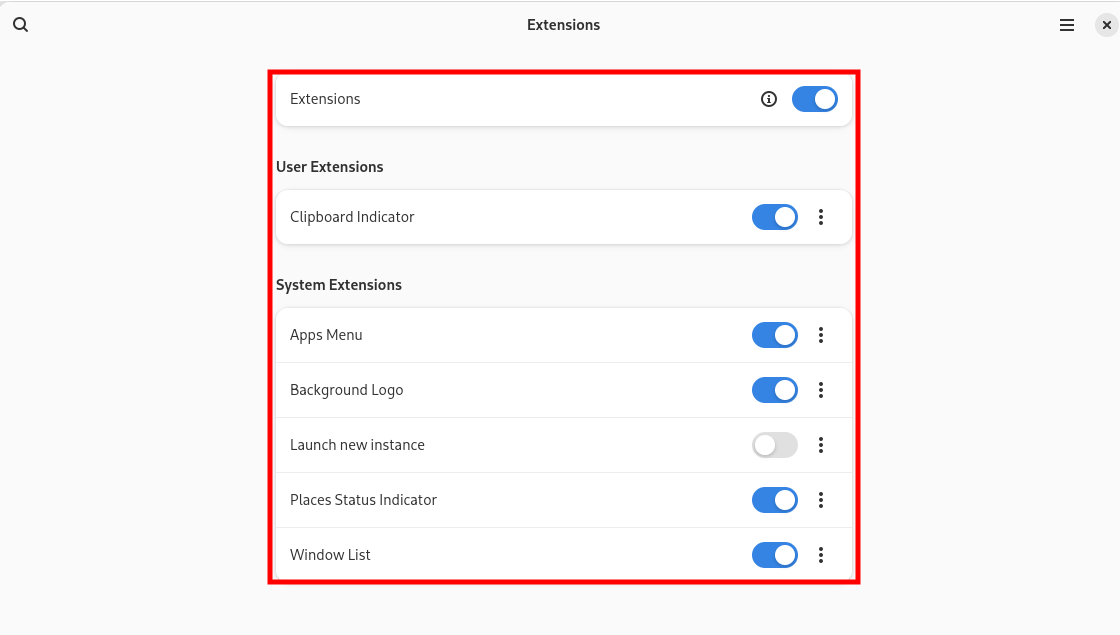 Extensions
Extensions
User Extensions
Clipboard Indicator
System Extensions
Apps Menu
Background Logo
Launch new instance
Places Status Indicator
Window List